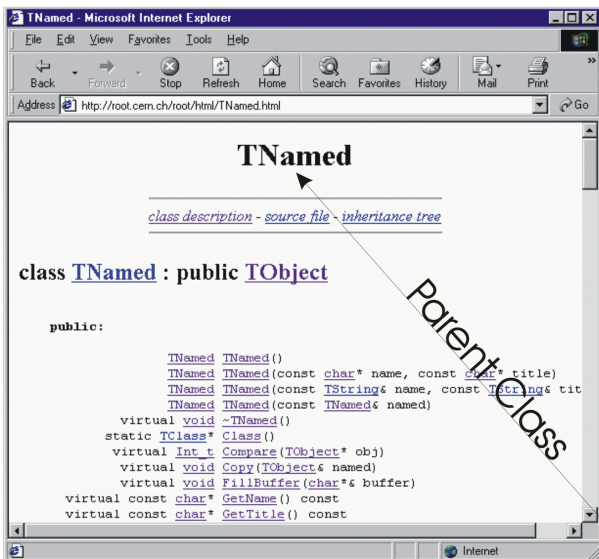 TNamed - Microsoft Internet Explorer
File Edit View Favorites Tools Help
Back Forward Stop Refresh Home Search Favorites History Mail Print »
Address http://root.cern.ch/root/html/TNamed.html Go
TNamed
class description - source file - inheritance tree
class TNamed : public TObject
Parent Class
public:
TNamed TNamed()
TNamed TNamed(const char* name, const char* title)
TNamed TNamed(const TString& name, const TString& tit
TNamed TNamed(const TNamed& named)
virtual void ~TNamed()
static TClass* Class()
virtual Int_t Compare(TObject* obj)
virtual void Copy(TObject& named)
virtual void FillBuffer(char*& buffer)
virtual const char* GetName() const
virtual const char* GetTitle() const
Internet